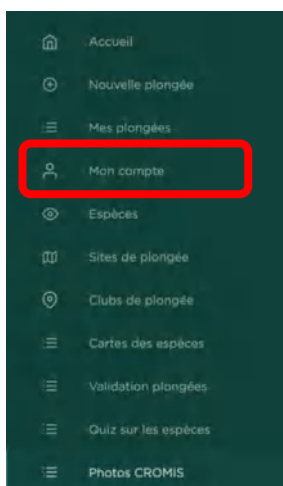 Accueil
Nouvelle plongée
Mes plongées
Mon compte
Espèces
Sites de plongée
Clubs de plongée
Cartes des espèces
Validation plongées
Quiz sur les espèces
Photos CROMIS